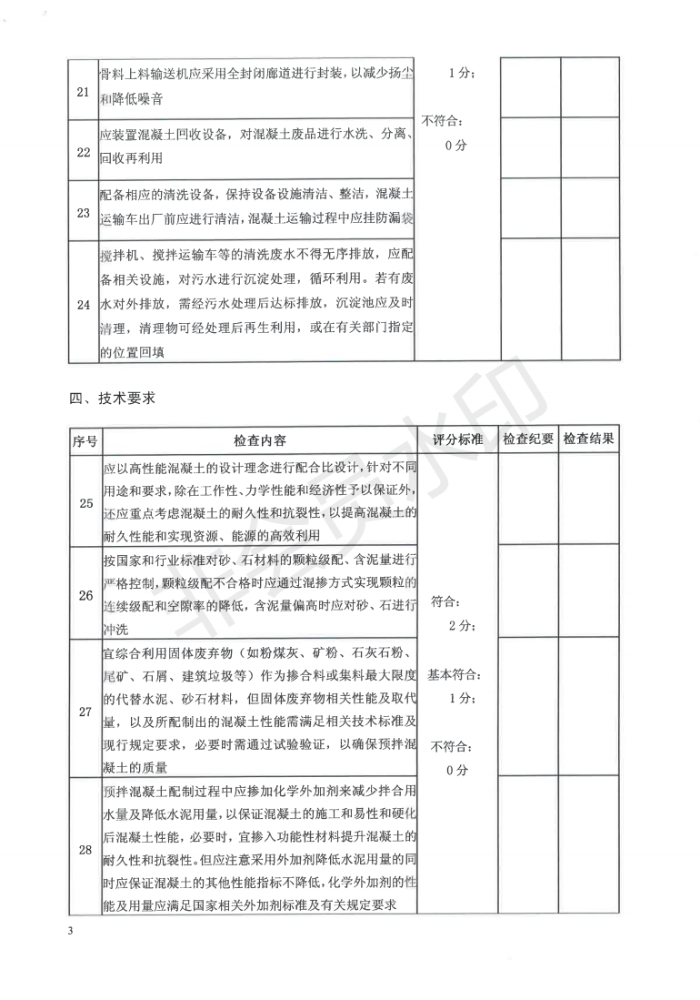 骨料上料输送机应采用全封闭廊道进行封装，以减少扬尘
21
和降低噪音
1分；
不符合：
0分
应装置混凝土回收设备，对混凝土废品进行水洗、分离、
22
回收再利用
配备相应的清洗设备，保持设备设施清洁、整洁，混凝土
23
运输车出厂前应进行清洁，混凝土运输过程中应挂防漏袋
搅拌机、搅拌运输车等的清洗废水不得无序排放，应配
备相关设施，对污水进行沉淀处理，循环利用。若有废
24
水对外排放，需经污水处理后达标排放，沉淀池应及时
清理，清理物可经处理后再生利用，或在有关部门指定
的位置回填
四、技术要求
序号 检查内容 评分标准 检查纪要 检查结果
应以高性能混凝土的设计理念进行配合比设计，针对不同
用途和要求，除在工作性、力学性能和经济性予以保证外，
25
还应重点考虑混凝土的耐久性和抗裂性，以提高混凝土的
耐久性能和实现资源、能源的高效利用
按国家和行业标准对砂、石材料的颗粒级配、含泥量进行
严格控制，颗粒级配不合格时应通过混掺方式实现颗粒的
26
连续级配和空隙率的降低，含泥量偏高时应对砂、石进行
冲洗
符合：
2分；
基本符合：
1分；
不符合：
0分
宜综合利用固体废弃物（如粉煤灰、矿粉、石灰石粉、
尾矿、石屑、建筑垃圾等）作为掺合料或集料最大限度
的代替水泥、砂石材料，但固体废弃物相关性能及取代
27
量，以及所配制出的混凝土性能需满足相关技术标准及
现行规定要求，必要时需通过试验验证，以确保预拌混
凝土的质量
预拌混凝土配制过程中应掺加化学外加剂来减少拌合用
水量及降低水泥用量，以保证混凝土的施工和易性和硬化
后混凝土性能，必要时，宜掺入功能性材料提升混凝土的
28
耐久性和抗裂性。但应注意采用外加剂降低水泥用量的同
时应保证混凝土的其他性能指标不降低，化学外加剂的性
能及用量应满足国家相关外加剂标准及有关规定要求
3
非会员水印